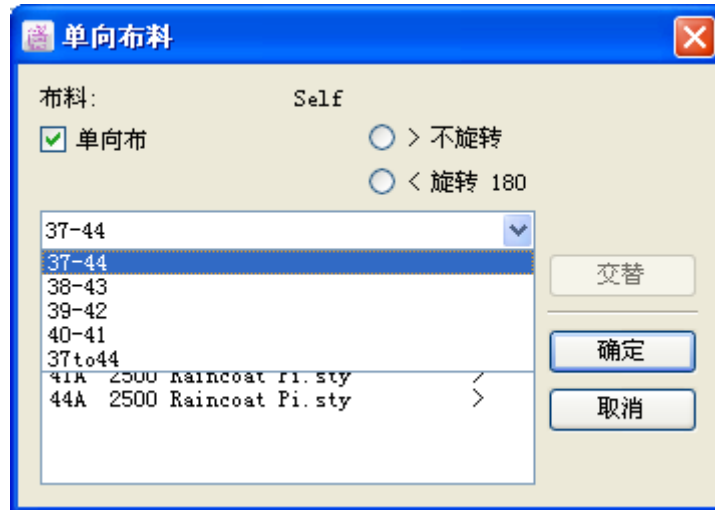 单向布料
布料: Self
单向布 > 不旋转
< 旋转 180
37-44
37-44
38-43
39-42
40-41
37to44
交替
确定
取消
41A 2500 Raincoat Pi.sty <
44A 2500 Raincoat Pi.sty >